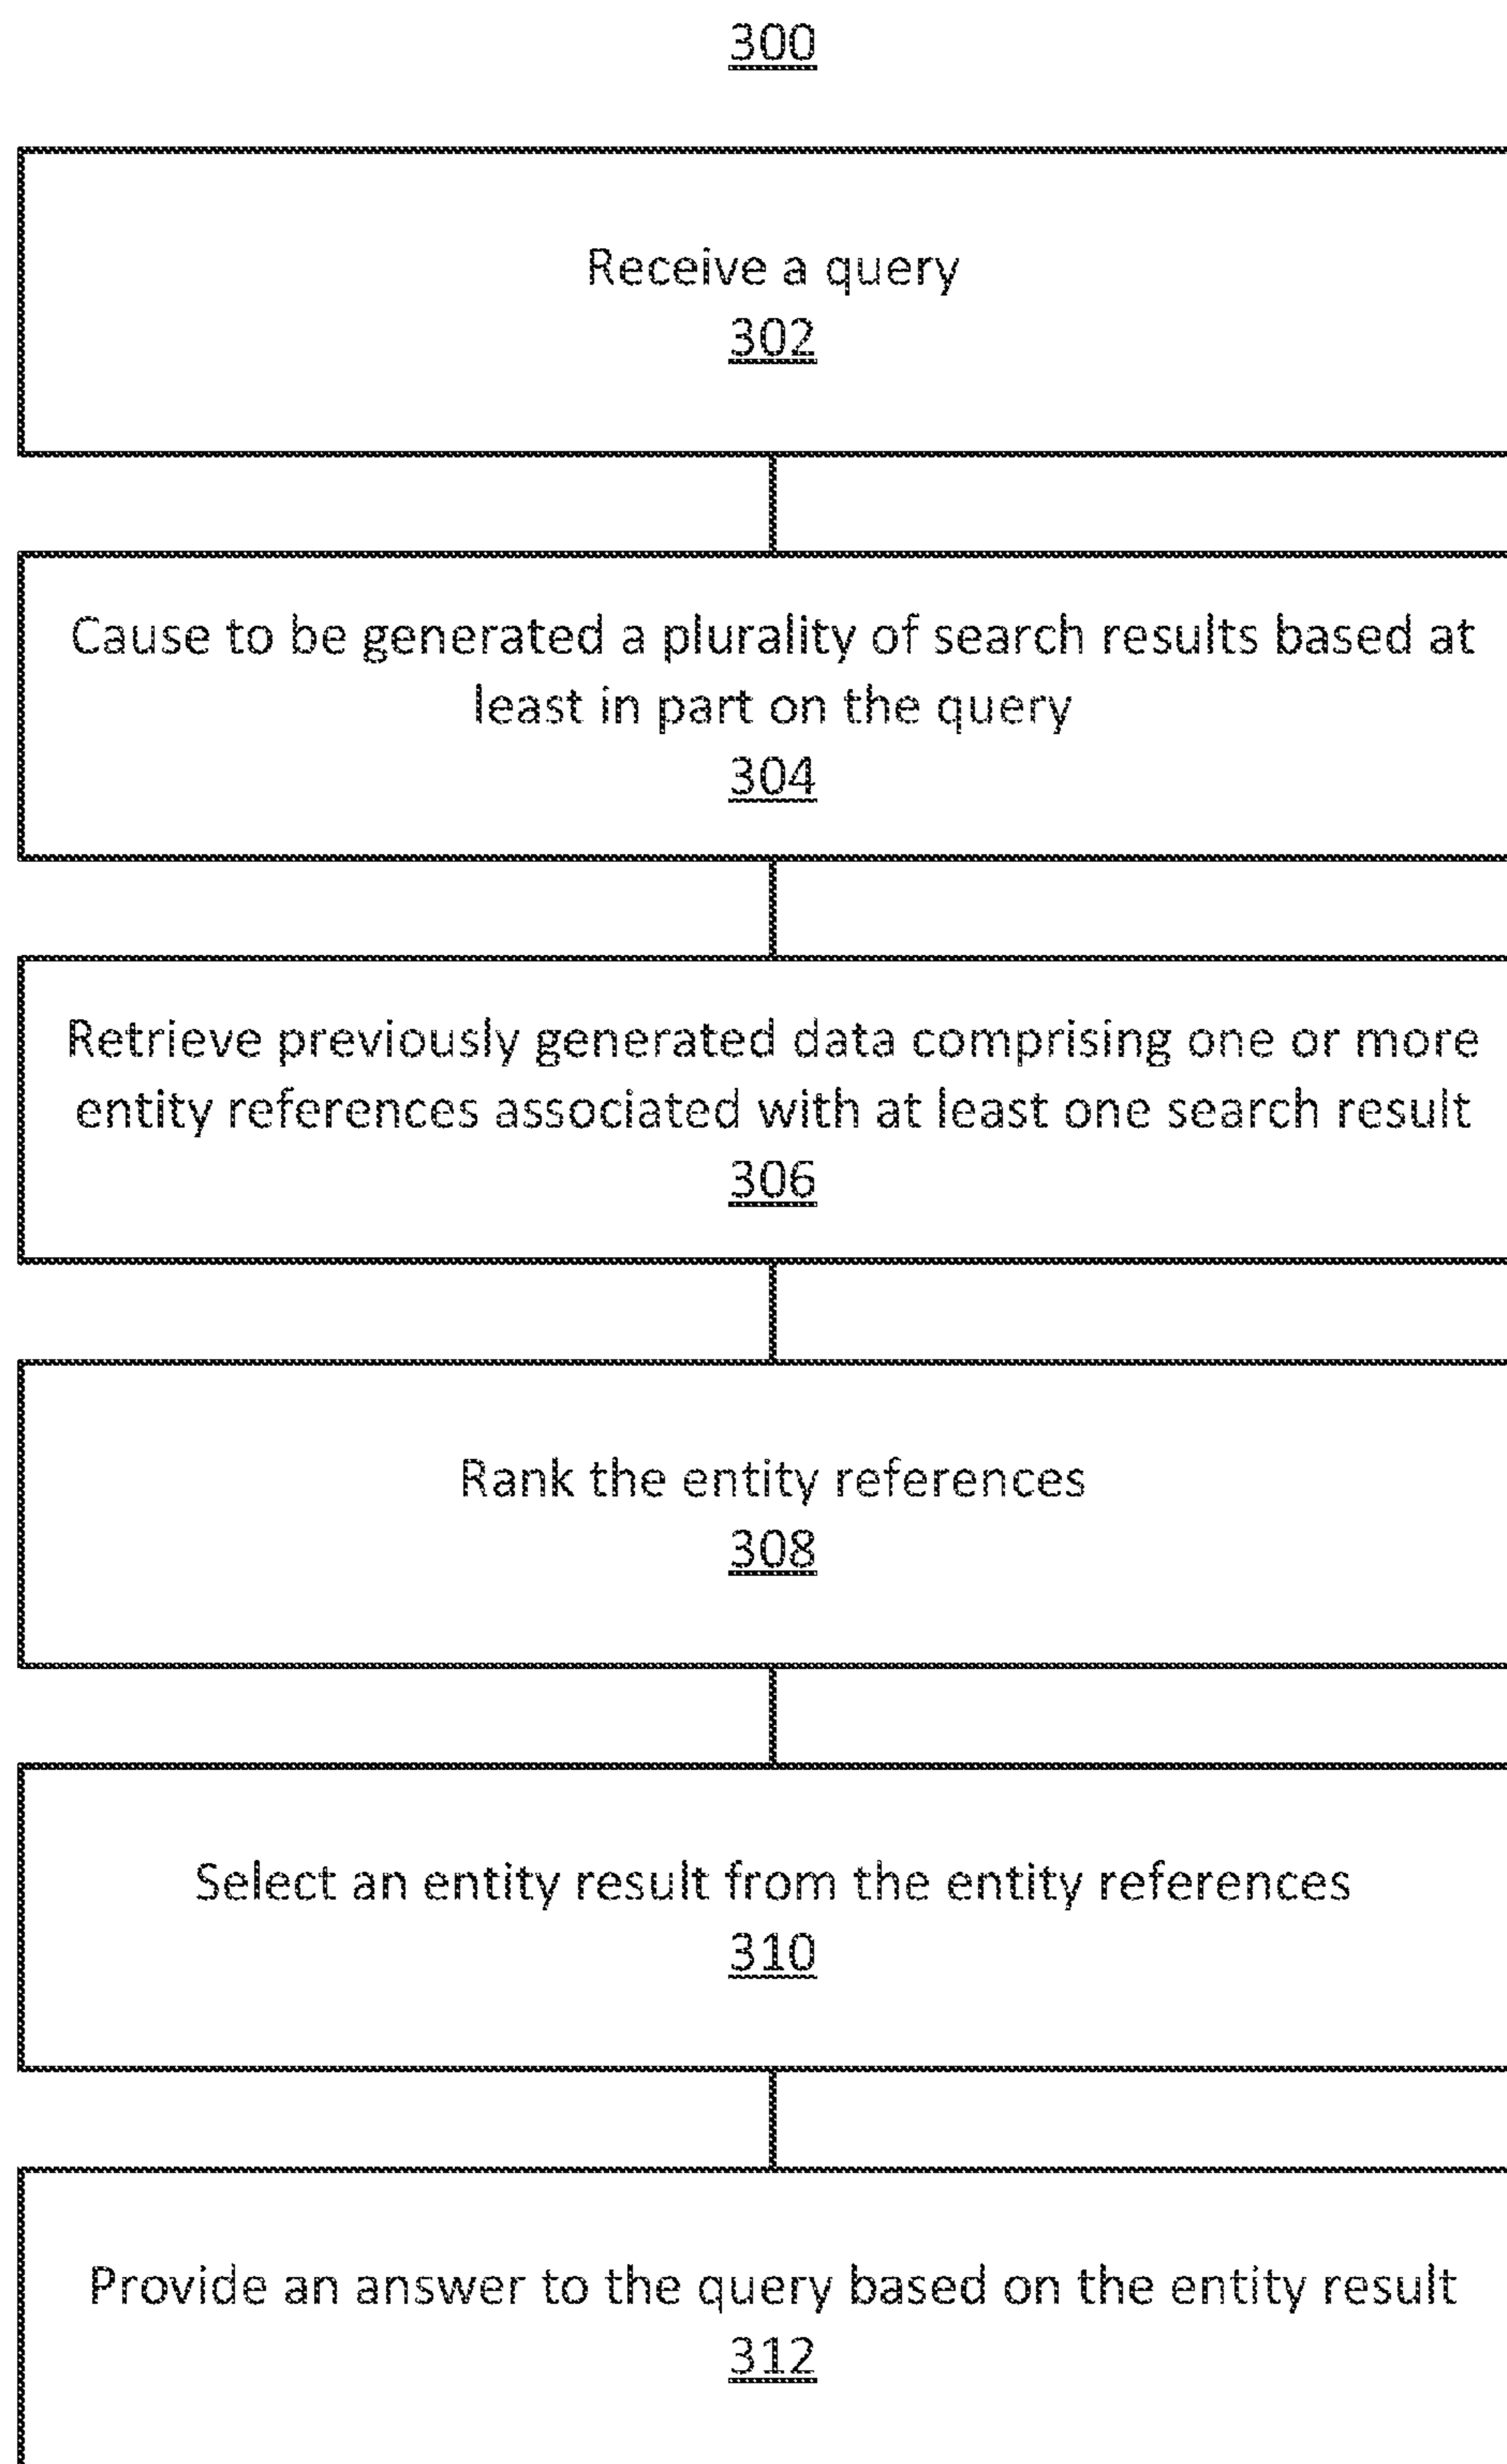 300
Receive a query
302
Cause to be generated a plurality of search results based at
least in part on the query
304
Retrieve previously generated data comprising one or more
entity references associated with at least one search result
306
Rank the entity references
308
Select an entity result from the entity references
310
Provide an answer to the query based on the entity result
312